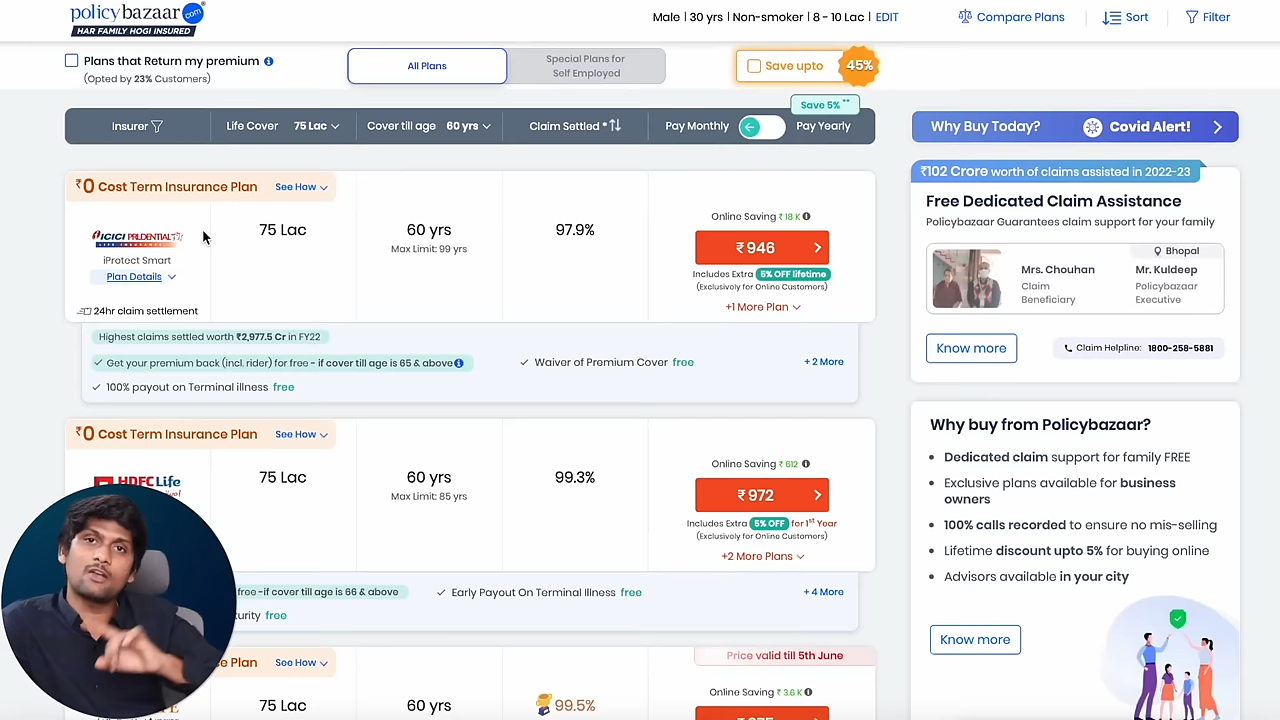 policybazaar.com
HAR FAMILY HOGI INSURED
Male | 30 yrs | Non-smoker | 8 - 10 Lac | EDIT
Compare Plans
Sort
Filter
Plans that Return my premium
(Opted by 23% Customers)
All Plans
Special Plans for
Self Employed
Save upto
45%
Save 5% **
Insurer
Life Cover 75 Lac
Cover till age 60 yrs
Claim Settled *
Pay Monthly
Pay Yearly
₹0 Cost Term Insurance Plan
See How
ICICI PRUDENTIAL
LIFE INSURANCE
iProtect Smart
Plan Details
24hr claim settlement
75 Lac
60 yrs
Max Limit: 99 yrs
97.9%
Online Saving ₹ 18 K
₹ 946
Includes Extra 5% OFF lifetime
(Exclusively for Online Customers)
+1 More Plan
Highest claims settled worth ₹2,977.5 Cr in FY22
Get your premium back (incl. rider) for free - if cover till age is 65 & above
Waiver of Premium Cover free
+ 2 More
100% payout on Terminal illness free
₹0 Cost Term Insurance Plan
See How
HDFC Life
75 Lac
60 yrs
Max Limit: 85 yrs
99.3%
Online Saving ₹ 612
₹ 972
Includes Extra 5% OFF for 1st Year
(Exclusively for Online Customers)
+2 More Plans
free -if cover till age is 66 & above
Early Payout On Terminal Illness free
+ 4 More
free
e Plan
See How
75 Lac
60 yrs
99.5%
Price valid till 5th June
Online Saving ₹ 3.6 K
Why Buy Today?
Covid Alert!
₹102 Crore worth of claims assisted in 2022-23
Free Dedicated Claim Assistance
Policybazaar Guarantees claim support for your family
Bhopal
Mrs. Chouhan
Claim
Beneficiary
Mr. Kuldeep
Policybazaar
Executive
Know more
Claim Helpline: 1800-258-5881
Why buy from Policybazaar?
Dedicated claim support for family FREE
Exclusive plans available for business
owners
100% calls recorded to ensure no mis-selling
Lifetime discount upto 5% for buying online
Advisors available in your city
Know more